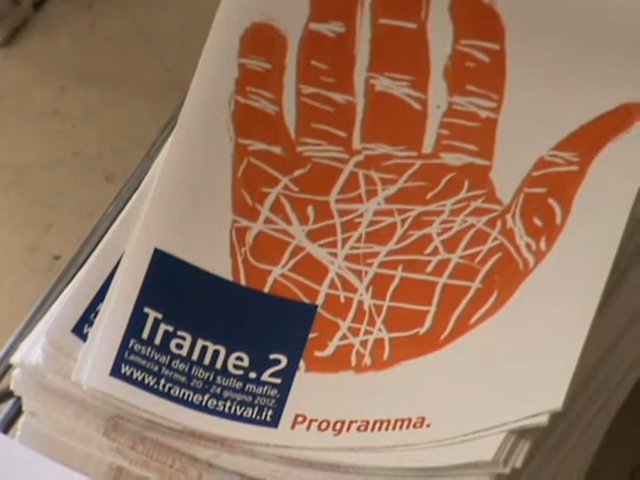 Trame.2
Festival dei libri sulle mafie.
Lamezia Terme, 20 - 24 giugno 2012.
www.tramefestival.it
Programma.